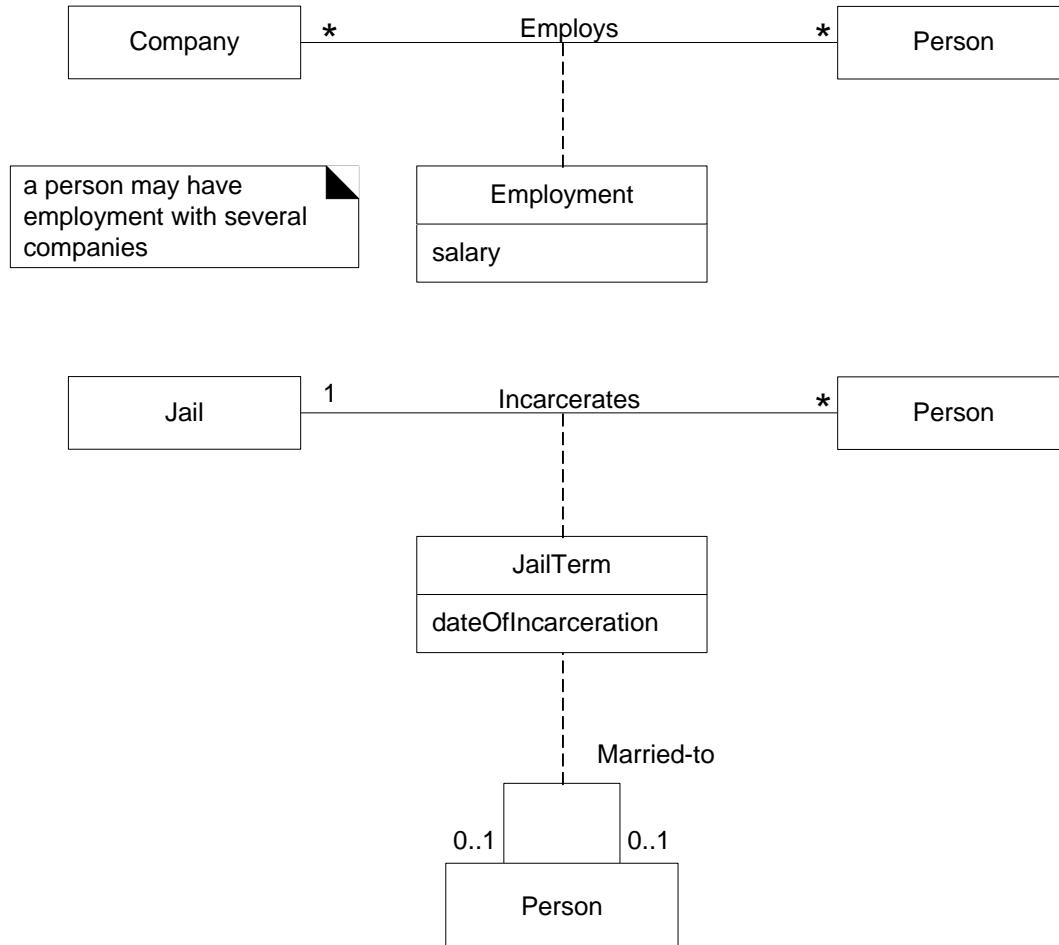 Company * Employs * Person
a person may have
employment with several
companies
Employment
salary
Jail 1 Incarcerates * Person
JailTerm
dateOfIncarceration
Married-to
0..1 0..1
Person